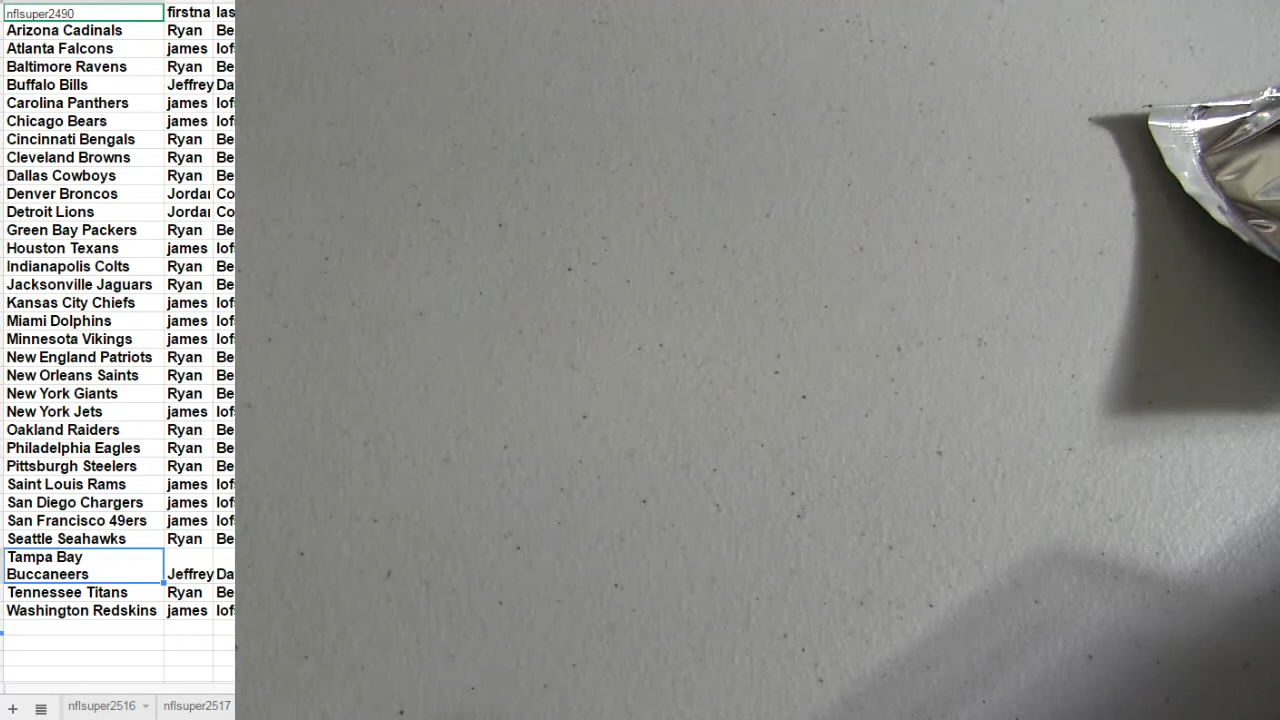 nflsuper2490 firstna las
Arizona Cadinals Ryan Be
Atlanta Falcons james lof
Baltimore Ravens Ryan Be
Buffalo Bills Jeffrey Da
Carolina Panthers james lof
Chicago Bears james lof
Cincinnati Bengals Ryan Be
Cleveland Browns Ryan Be
Dallas Cowboys Ryan Be
Denver Broncos Jordan Co
Detroit Lions Jordan Co
Green Bay Packers Ryan Be
Houston Texans james lof
Indianapolis Colts Ryan Be
Jacksonville Jaguars Ryan Be
Kansas City Chiefs james lof
Miami Dolphins james lof
Minnesota Vikings james lof
New England Patriots Ryan Be
New Orleans Saints Ryan Be
New York Giants Ryan Be
New York Jets james lof
Oakland Raiders Ryan Be
Philadelphia Eagles Ryan Be
Pittsburgh Steelers Ryan Be
Saint Louis Rams james lof
San Diego Chargers james lof
San Francisco 49ers james lof
Seattle Seahawks Ryan Be
Tampa Bay
Buccaneers Jeffrey Da
Tennessee Titans Ryan Be
Washington Redskins james lof
nflsuper2516 nflsuper2517